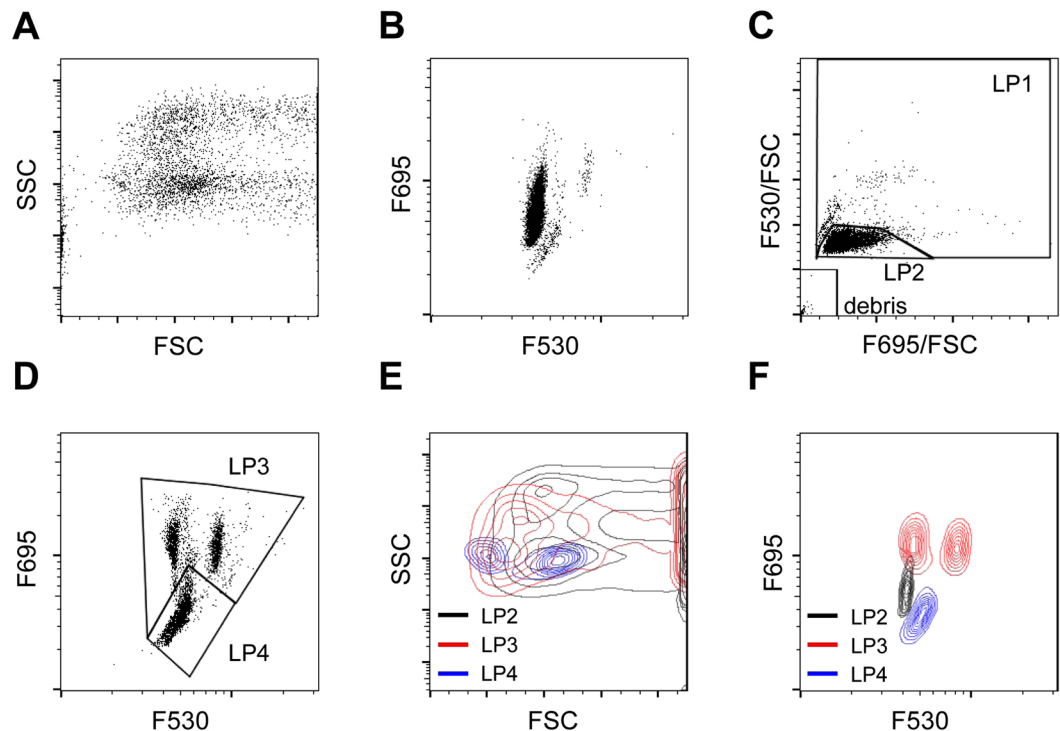 A
B
C
SSC
FSC
F695
F530
F530/FSC
LP1
LP2
debris
F695/FSC
D
E
F
F695
LP3
LP4
F530
SSC
LP2
LP3
LP4
FSC
F695
LP2
LP3
LP4
F530